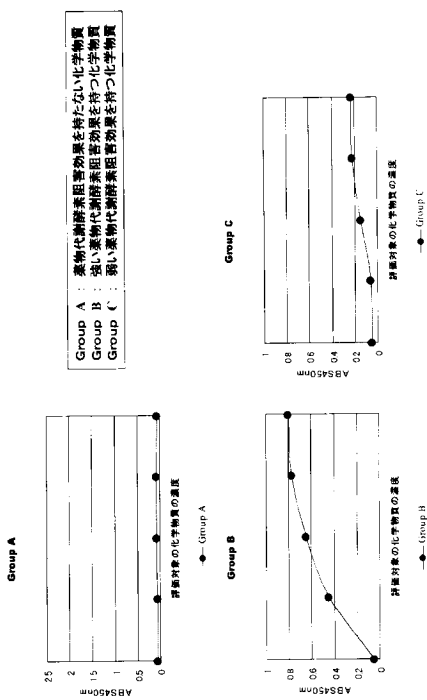 Group A : 薬物代謝酵素阻害効果を持たない化学物質
Group B : 強い薬物代謝酵素阻害効果を持つ化学物質
Group C : 弱い薬物代謝酵素阻害効果を持つ化学物質
Group A
ABS450nm
2.5
2
1.5
1
0.5
0
評価対象の化学物質の濃度
Group A
Group B
ABS450nm
1
0.8
0.6
0.4
0.2
0
評価対象の化学物質の濃度
Group B
Group C
ABS450nm
1
0.8
0.6
0.4
0.2
0
評価対象の化学物質の濃度
Group C